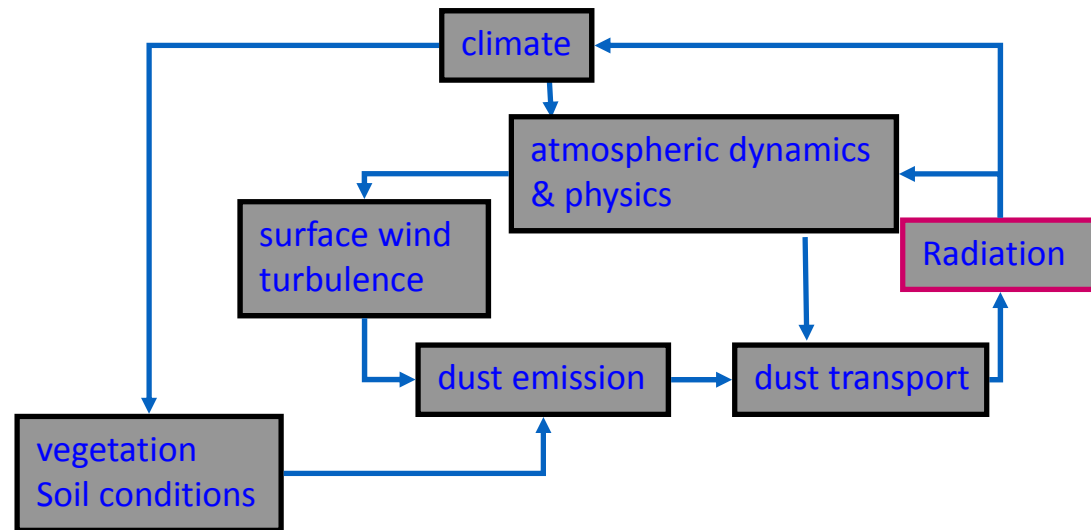 climate
atmospheric dynamics
& physics
surface wind
turbulence
Radiation
dust emission
dust transport
vegetation
Soil conditions